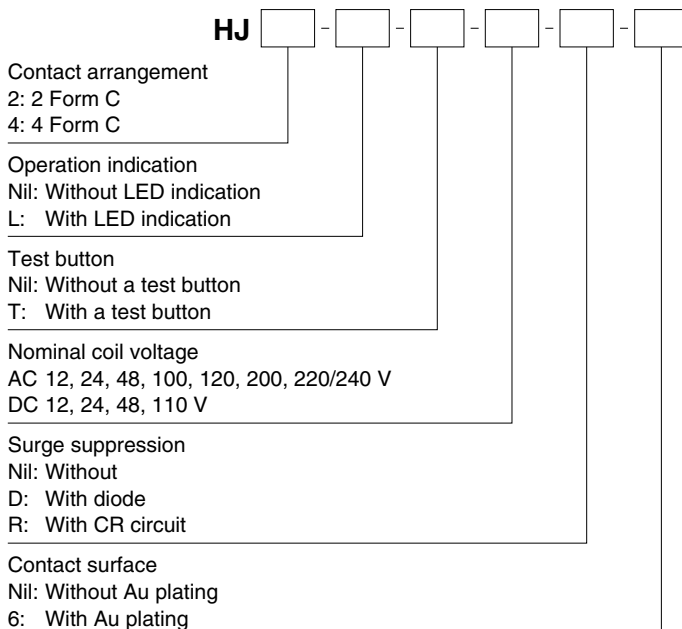 HJ - - - - -
Contact arrangement
2: 2 Form C
4: 4 Form C
Operation indication
Nil: Without LED indication
L: With LED indication
Test button
Nil: Without a test button
T: With a test button
Nominal coil voltage
AC 12, 24, 48, 100, 120, 200, 220/240 V
DC 12, 24, 48, 110 V
Surge suppression
Nil: Without
D: With diode
R: With CR circuit
Contact surface
Nil: Without Au plating
6: With Au plating